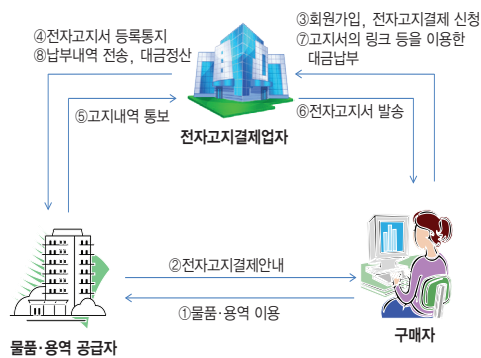 ④전자고지서 등록통지
⑧납부내역 전송, 대금정산
③회원가입, 전자고지결제 신청
⑦고지서의 링크 등을 이용한
대금납부
⑤고지내역 통보
⑥전자고지서 발송
전자고지결제업자
②전자고지결제안내
①물품·용역 이용
물품·용역 공급자
구매자